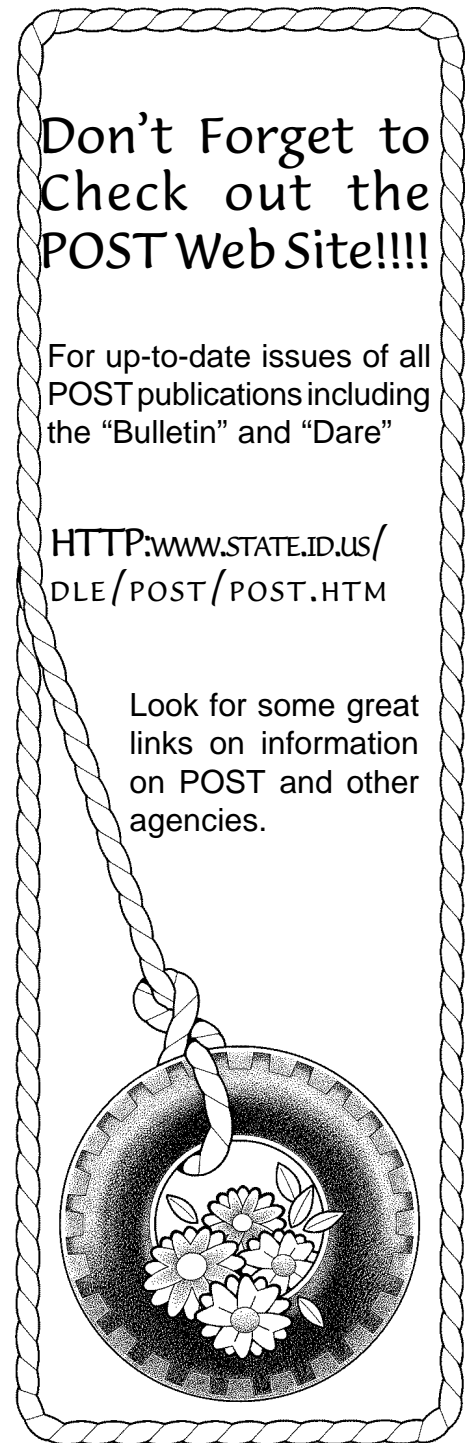 Don't Forget to
Check out the
POST Web Site!!!!
For up-to-date issues of all
POST publications including
the “Bulletin” and “Dare”
HTTP:WWW.STATE.ID.US/
DLE/POST/POST.HTM
Look for some great
links on information
on POST and other
agencies.